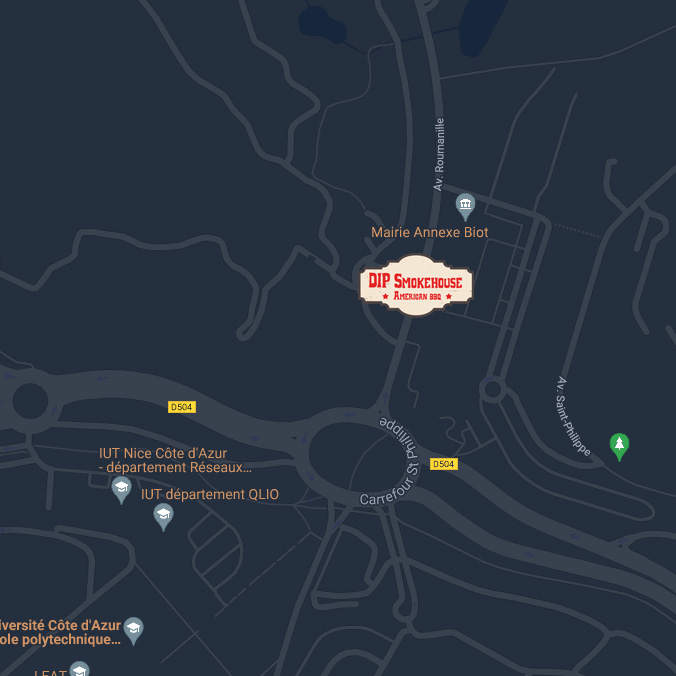 Av. Roumanille
Mairie Annexe Biot
DIP SMOKEHOUSE
AMERICAN BBQ
Av. Saint-Philippe
D504
Carrefour St Philippe
D504
IUT Nice Côte d'Azur
- département Réseaux...
IUT département QLIO
iversité Côte d'Azur
ole polytechnique...